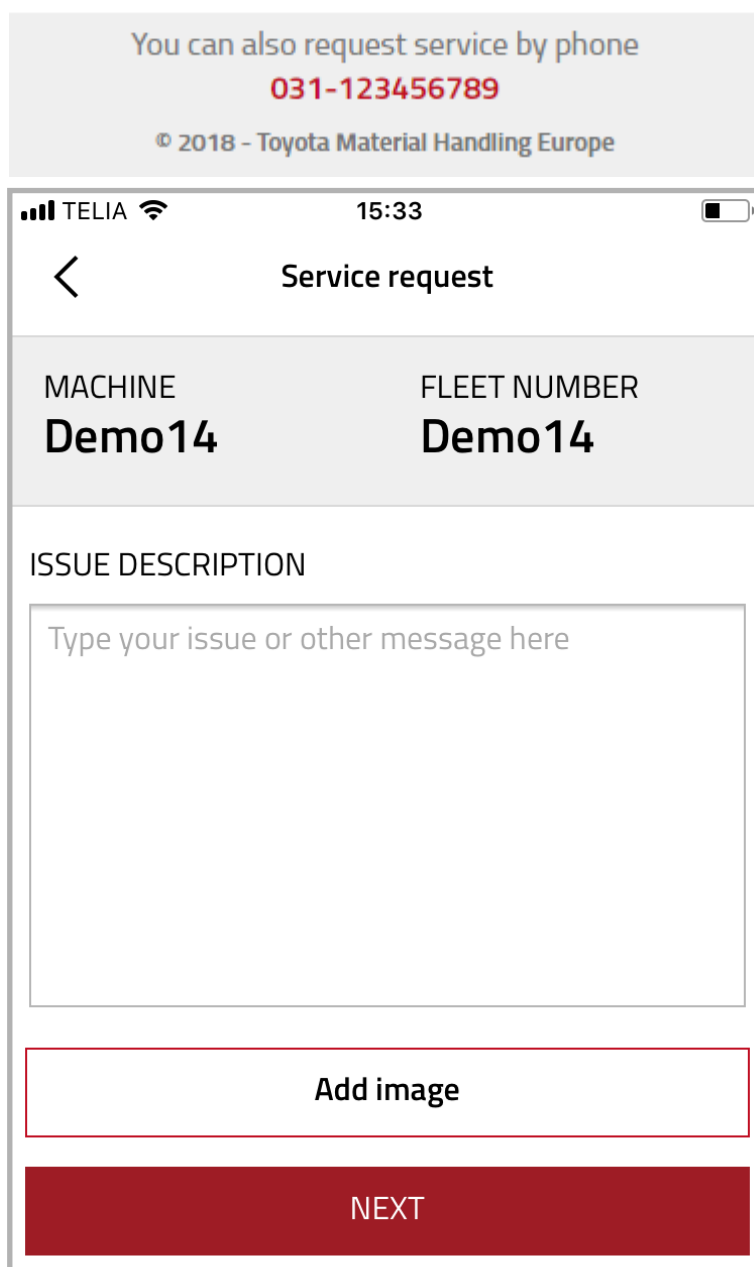 You can also request service by phone
031-123456789
© 2018 - Toyota Material Handling Europe
TELIA 15:33
Service request
MACHINE FLEET NUMBER
Demo14 Demo14
ISSUE DESCRIPTION
Type your issue or other message here
Add image
NEXT